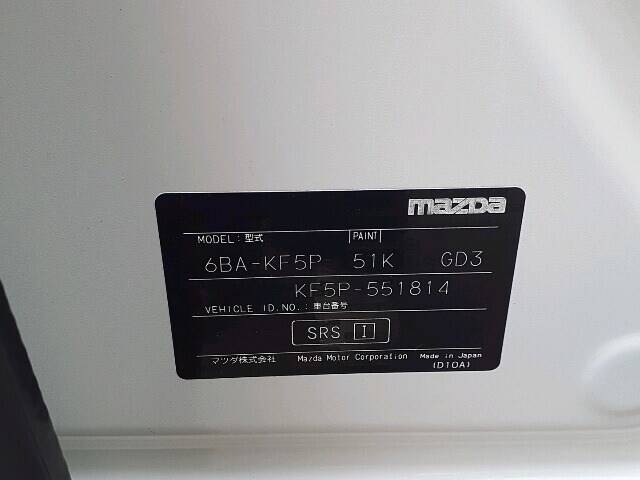 mazda
MODEL:型式 PAINT
6BA-KF5P 51K GD3
KF5P-551814
VEHICLE ID.NO.:車台番号
SRS I
マツダ株式会社 Mazda Motor Corporation Made in Japan
(D10A)